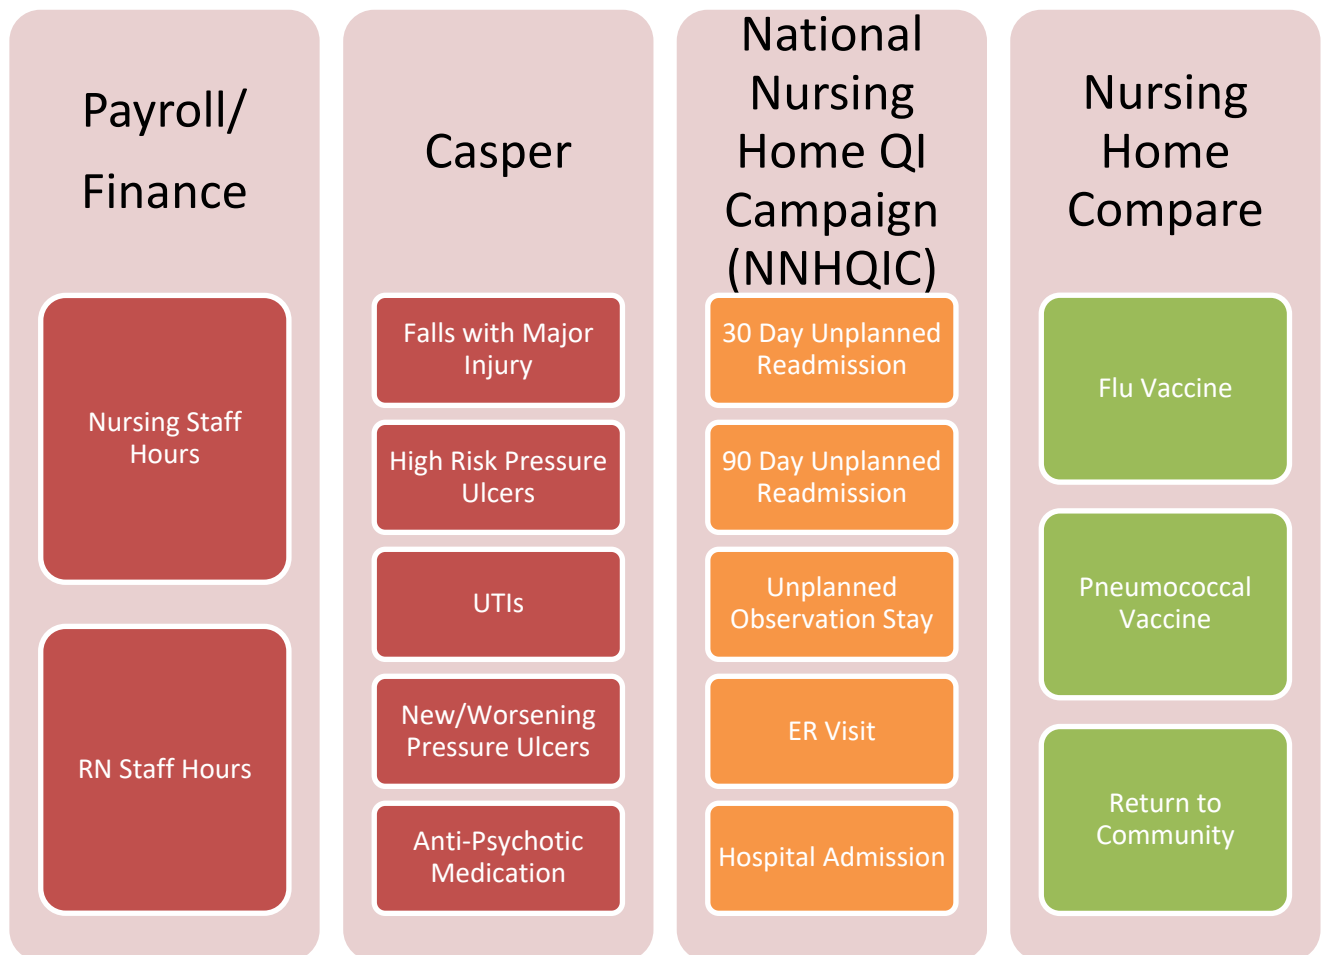 Payroll/
Finance
Nursing Staff
Hours
RN Staff Hours
Casper
Falls with Major
Injury
High Risk Pressure
Ulcers
UTIs
New/Worsening
Pressure Ulcers
Anti-Psychotic
Medication
National
Nursing
Home QI
Campaign
(NNHQIC)
30 Day Unplanned
Readmission
90 Day Unplanned
Readmission
Unplanned
Observation Stay
ER Visit
Hospital Admission
Nursing
Home
Compare
Flu Vaccine
Pneumococcal
Vaccine
Return to
Community